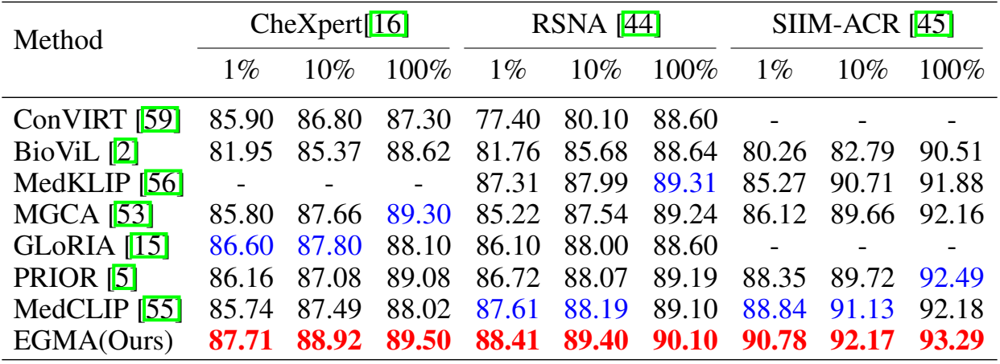 Method CheXpert[16] RSNA [44] SIIM-ACR [45]
1% 10% 100% 1% 10% 100% 1% 10% 100%
ConVIRT [59] 85.90 86.80 87.30 77.40 80.10 88.60 - - -
BioViL [2] 81.95 85.37 88.62 81.76 85.68 88.64 80.26 82.79 90.51
MedKLIP [56] - - - 87.31 87.99 89.31 85.27 90.71 91.88
MGCA [53] 85.80 87.66 89.30 85.22 87.54 89.24 86.12 89.66 92.16
GLoRIA [15] 86.60 87.80 88.10 86.10 88.00 88.60 - - -
PRIOR [5] 86.16 87.08 89.08 86.72 88.07 89.19 88.35 89.72 92.49
MedCLIP [55] 85.74 87.49 88.02 87.61 88.19 89.10 88.84 91.13 92.18
EGMA(Ours) 87.71 88.92 89.50 88.41 89.40 90.10 90.78 92.17 93.29